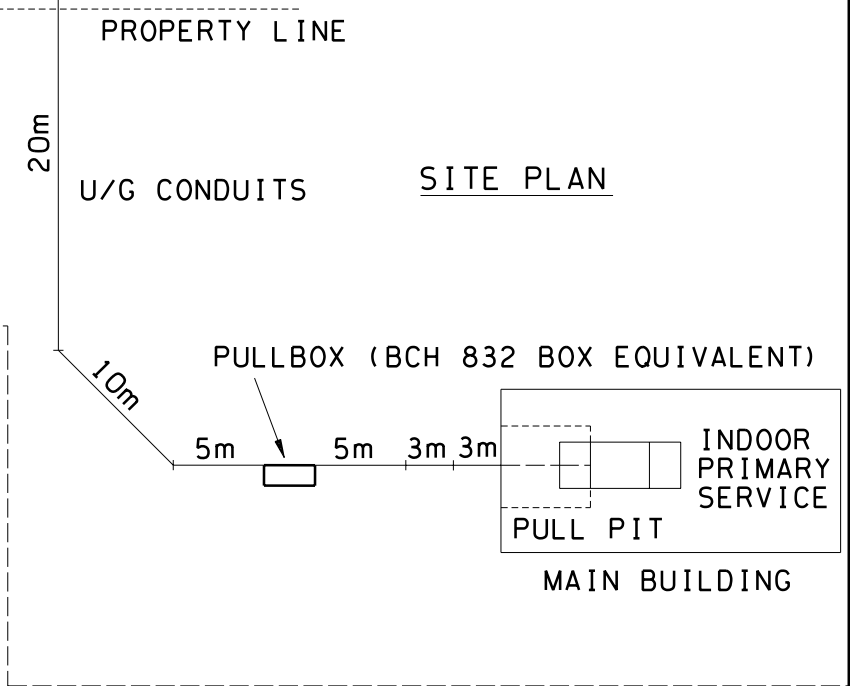 PROPERTY LINE
20m
U/G CONDUITS
SITE PLAN
PULLBOX (BCH 832 BOX EQUIVALENT)
10m
5m
5m
3m
3m
INDOOR
PRIMARY
SERVICE
PULL PIT
MAIN BUILDING